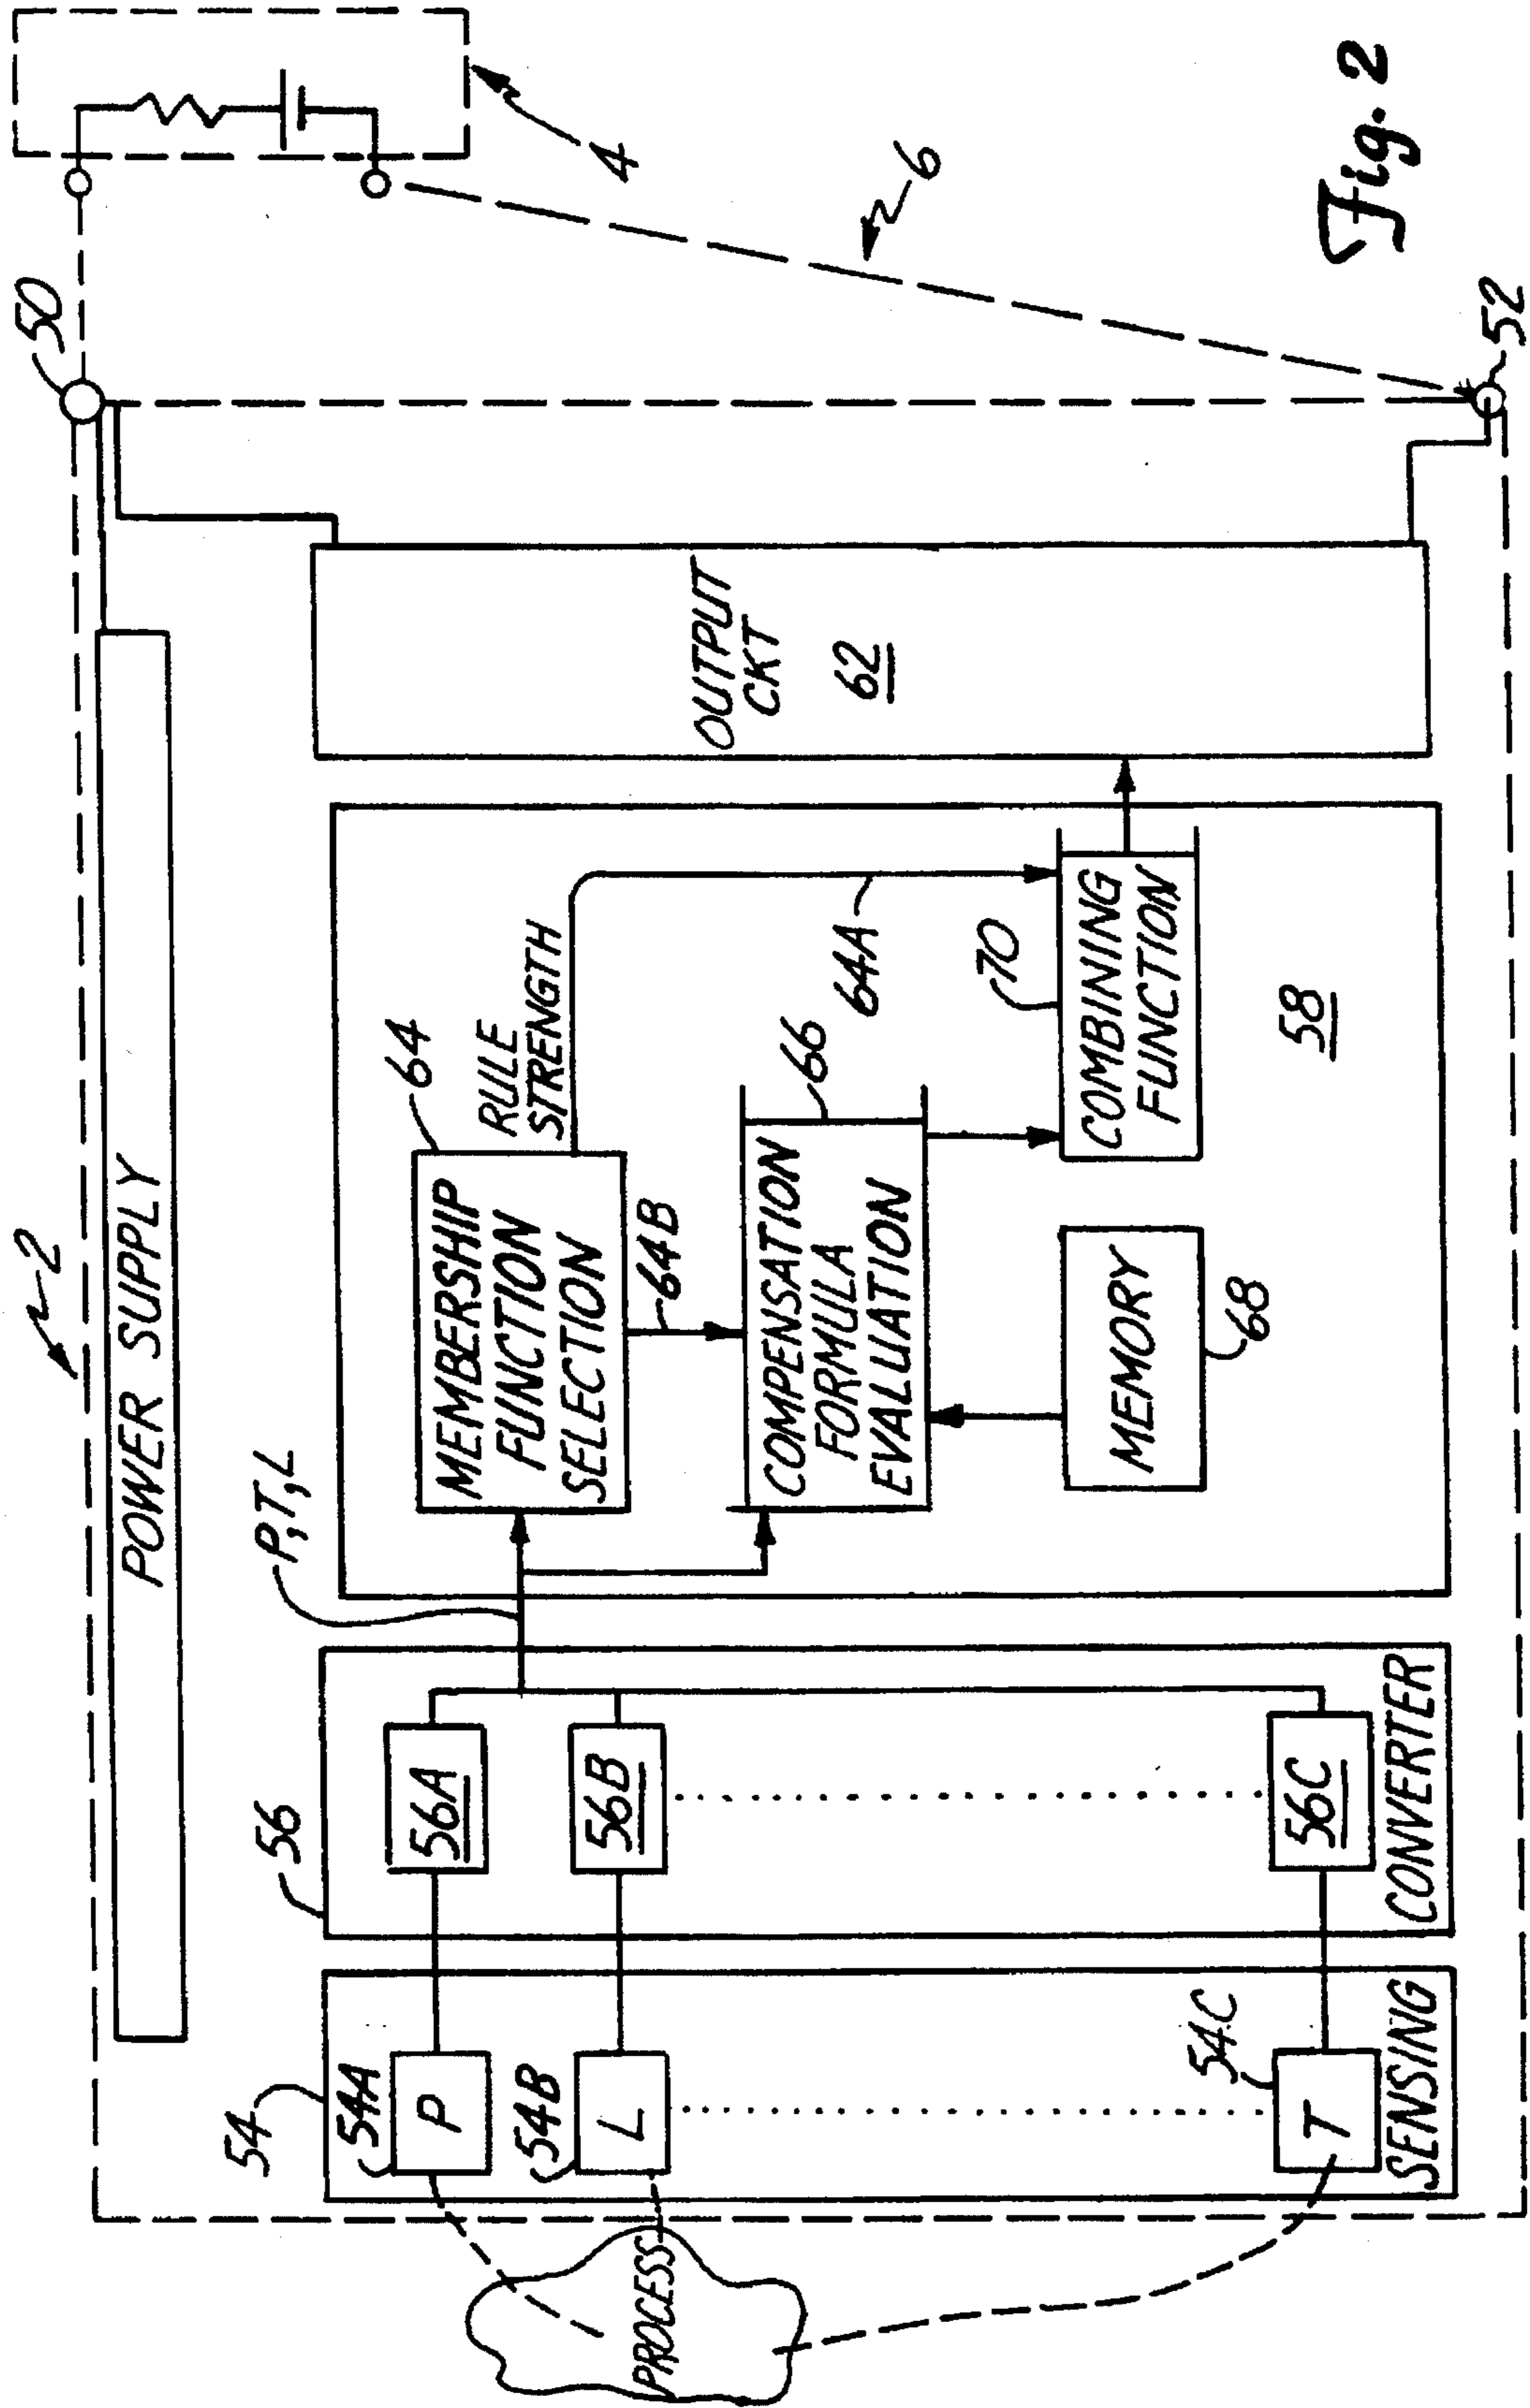 2
POWER SUPPLY
50
4
6
54
54A
P
54B
L
54C
T
SENSING
PROCESS
56
56A
56B
56C
CONVERTER
P,T,L
64
MEMBERSHIP
FUNCTION
SELECTION
RULE
STRENGTH
64B
64A
66
COMPENSATION
FORMULA
EVALUATION
MEMORY
68
70
COMBINING
FUNCTION
58
OUTPUT
CKT
62
52
Fig. 2